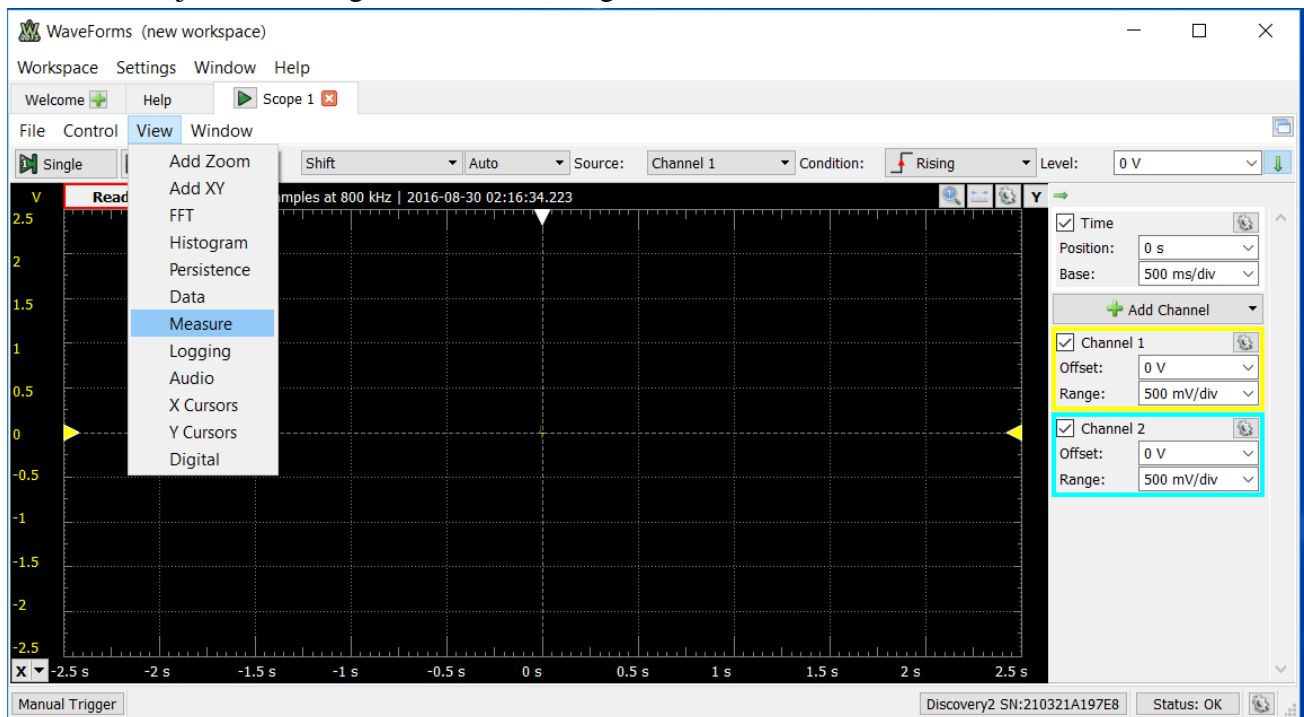 WaveForms (new workspace)
Workspace Settings Window Help
Welcome Help Scope 1
File Control View Window
Single Shift Auto Source: Channel 1 Condition: Rising Level: 0 V
Add Zoom
Add XY
FFT
Histogram
Persistence
Data
Measure
Logging
Audio
X Cursors
Y Cursors
Digital
V Read mples at 800 kHz | 2016-08-30 02:16:34.223 Y
2.5
2
1.5
1
0.5
0
-0.5
-1
-1.5
-2
-2.5
X -2.5 s -2 s -1.5 s -1 s -0.5 s 0 s 0.5 s 1 s 1.5 s 2 s 2.5 s
Time
Position: 0 s
Base: 500 ms/div
Add Channel
Channel 1
Offset: 0 V
Range: 500 mV/div
Channel 2
Offset: 0 V
Range: 500 mV/div
Manual Trigger Discovery2 SN:210321A197E8 Status: OK